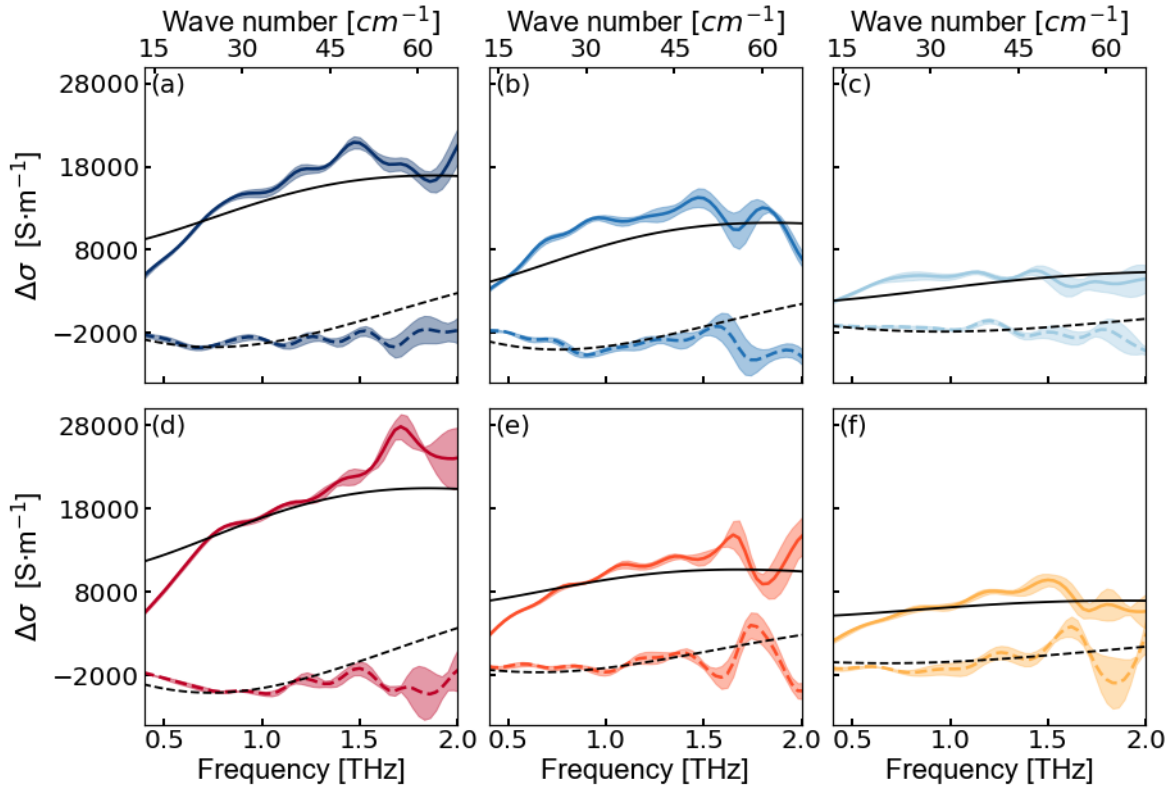 Wave number [cm⁻¹] Wave number [cm⁻¹] Wave number [cm⁻¹]
15 30 45 60 15 30 45 60 15 30 45 60
(a) (b) (c)
28000
18000
8000
−2000
Δσ [S·m⁻¹]
(d) (e) (f)
28000
18000
8000
−2000
Δσ [S·m⁻¹]
0.5 1.0 1.5 2.0 0.5 1.0 1.5 2.0 0.5 1.0 1.5 2.0
Frequency [THz] Frequency [THz] Frequency [THz]